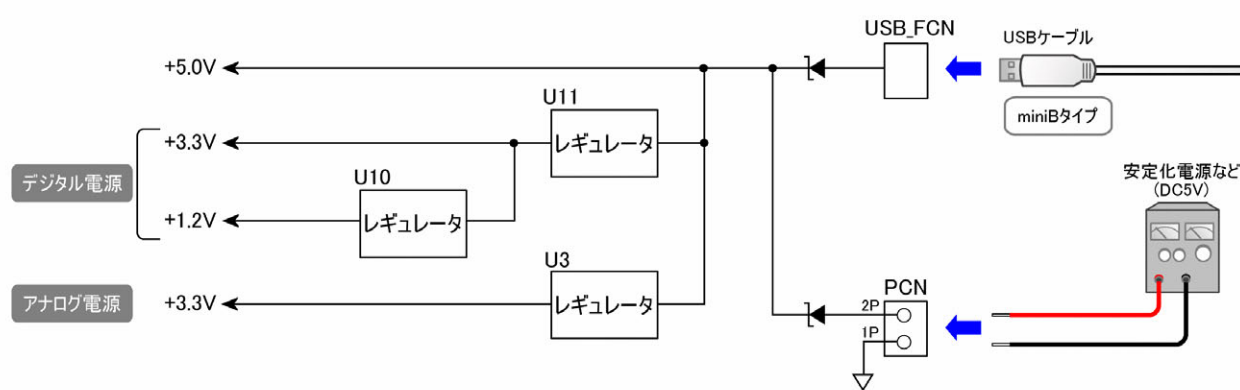 USB_FCN
USBケーブル
miniBタイプ
+5.0V
U11
レギュレータ
+3.3V
デジタル電源
U10
レギュレータ
+1.2V
安定化電源など
(DC5V)
U3
レギュレータ
アナログ電源
+3.3V
PCN
2P
1P